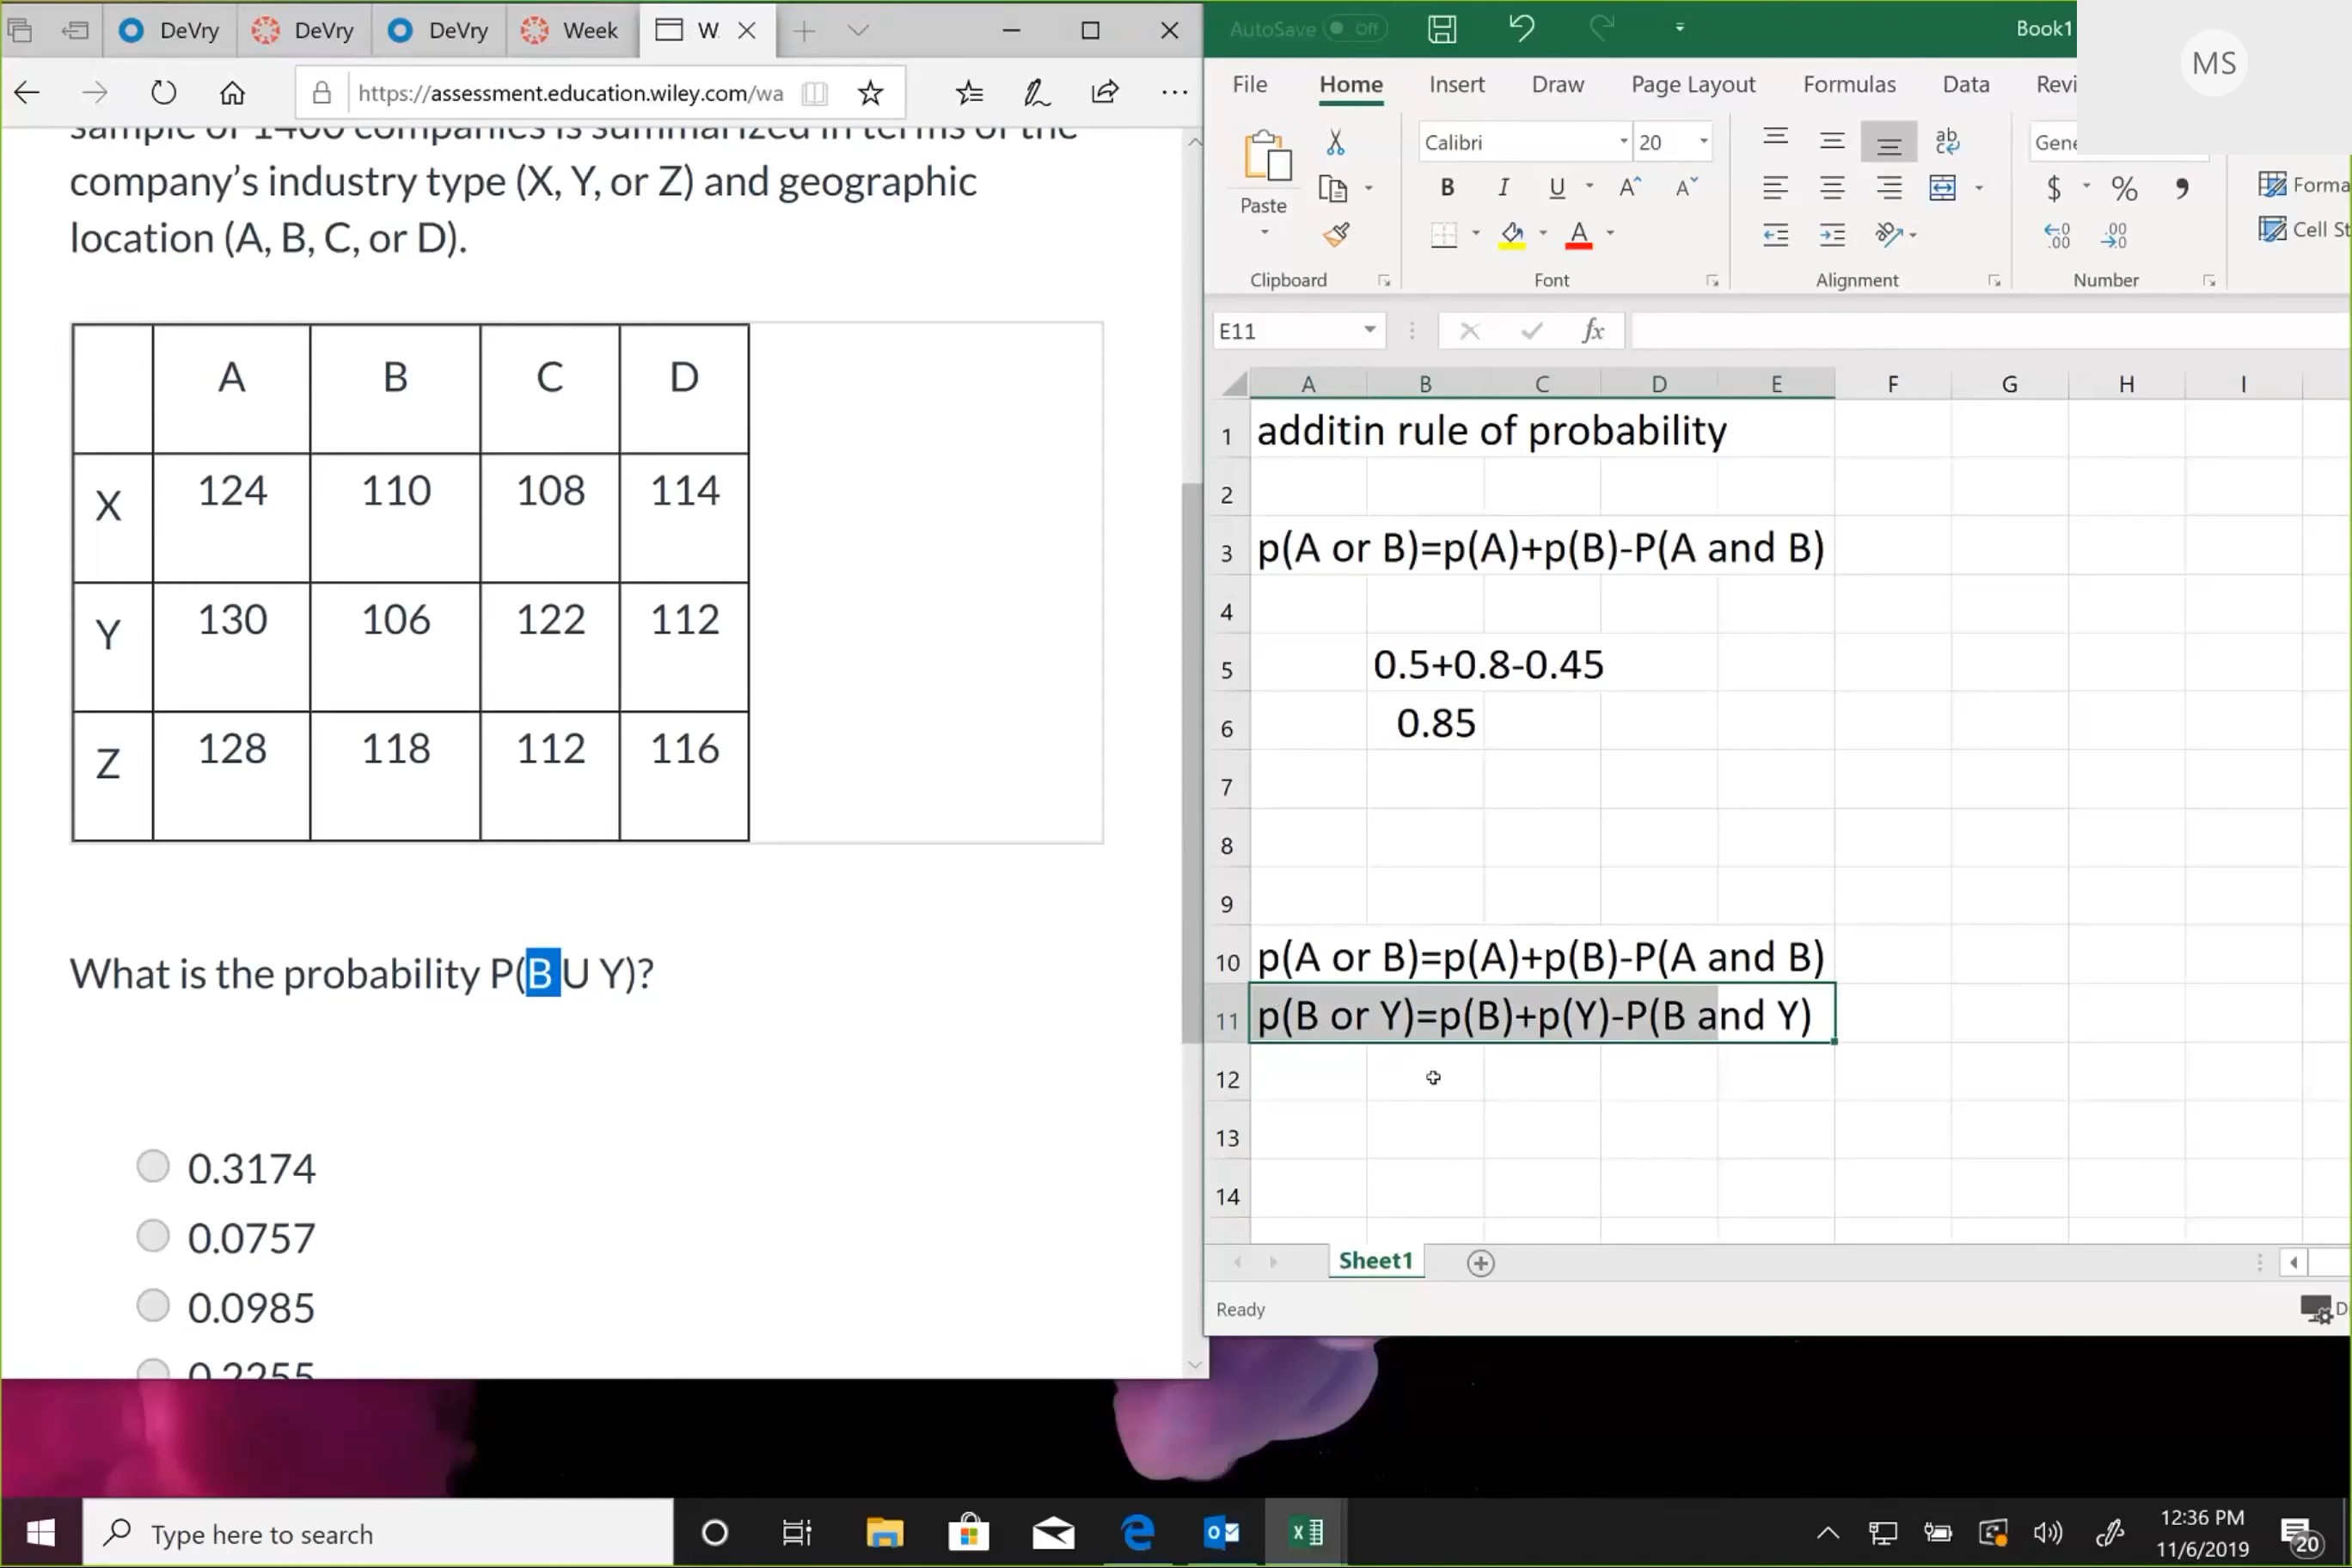 DeVry DeVry DeVry Week W
https://assessment.education.wiley.com/wa
company’s industry type (X, Y, or Z) and geographic
location (A, B, C, or D).
A B C D
X 124 110 108 114
Y 130 106 122 112
Z 128 118 112 116
What is the probability P(B U Y)?
0.3174
0.0757
0.0985
0.2255
AutoSave Off Book1 MS
File Home Insert Draw Page Layout Formulas Data Revi
Calibri 20 Gene
Paste B I U A A $ % Forma
A Cell St
Clipboard Font Alignment Number
E11 fx
A B C D E F G H I
1 additin rule of probability
2
3 p(A or B)=p(A)+p(B)-P(A and B)
4
5 0.5+0.8-0.45
6 0.85
7
8
9
10 p(A or B)=p(A)+p(B)-P(A and B)
11 p(B or Y)=p(B)+p(Y)-P(B and Y)
12
13
14
Sheet1
Ready D
Type here to search
12:36 PM
11/6/2019
20